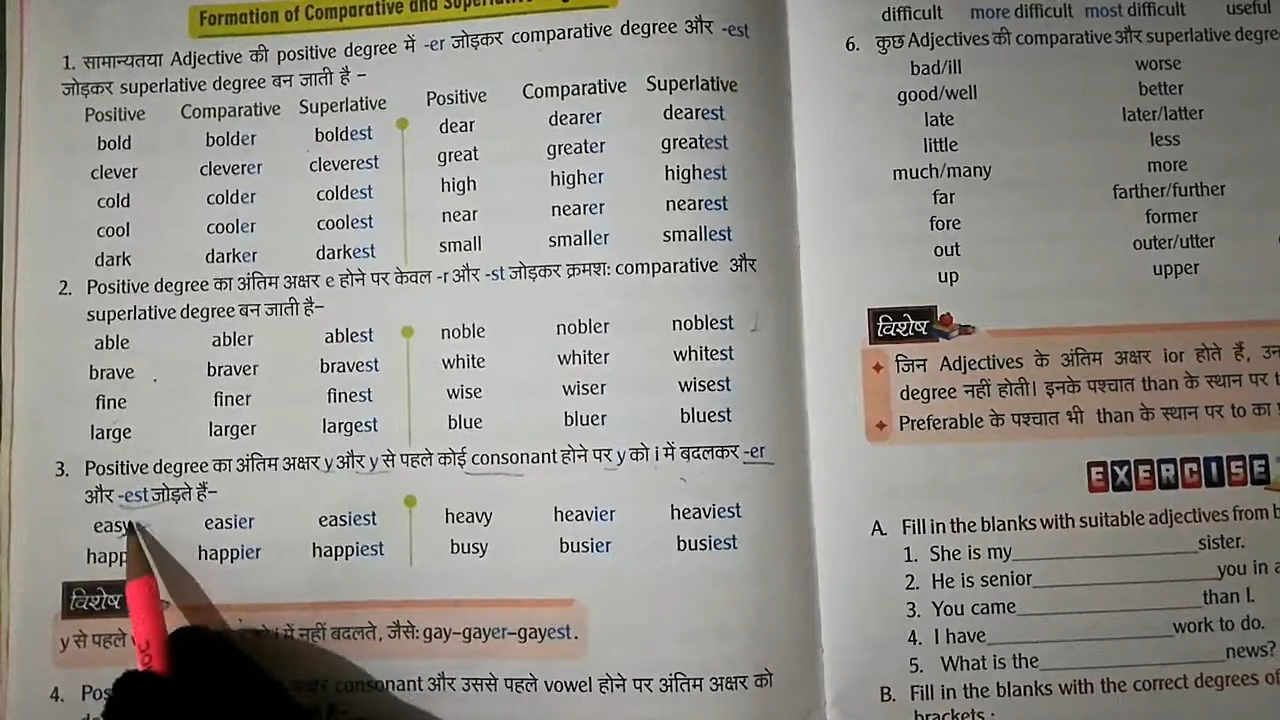 Formation of Comparative and
1. सामान्यतया Adjective की positive degree में -er जोड़कर comparative degree और -est
जोड़कर superlative degree बन जाती है –
Positive Comparative Superlative Positive Comparative Superlative
bold bolder boldest dear dearer dearest
clever cleverer cleverest great greater greatest
cold colder coldest high higher highest
cool cooler coolest near nearer nearest
dark darker darkest small smaller smallest
2. Positive degree का अंतिम अक्षर e होने पर केवल -r और -st जोड़कर क्रमश: comparative और
superlative degree बन जाती है–
able abler ablest noble nobler noblest
brave braver bravest white whiter whitest
fine finer finest wise wiser wisest
large larger largest blue bluer bluest
3. Positive degree का अंतिम अक्षर y और y से पहले कोई consonant होने पर y को i में बदलकर -er
और -est जोड़ते हैं–
easy easier easiest heavy heavier heaviest
happier happiest busy busier busiest
विशेष
y से पहले में नहीं बदलते, जैसे: gay–gayer–gayest.
4. consonant और उससे पहले vowel होने पर अंतिम अक्षर को
difficult more difficult most difficult useful
6. कुछ Adjectives की comparative और superlative
bad/ill worse
good/well better
late later/latter
little less
much/many more
far farther/further
fore former
out outer/utter
up upper
विशेष
जिन Adjectives के अंतिम अक्षर ior होते हैं,
degree नहीं होती। इनके पश्चात than के स्थान पर
Preferable के पश्चात भी than के स्थान पर to का
EXERCISE
A. Fill in the blanks with suitable adjectives from
1. She is my____________sister.
2. He is senior____________you in
3. You came____________than I.
4. I have____________work to do.
5. What is the____________news?
B. Fill in the blanks with the correct degrees of
brackets :